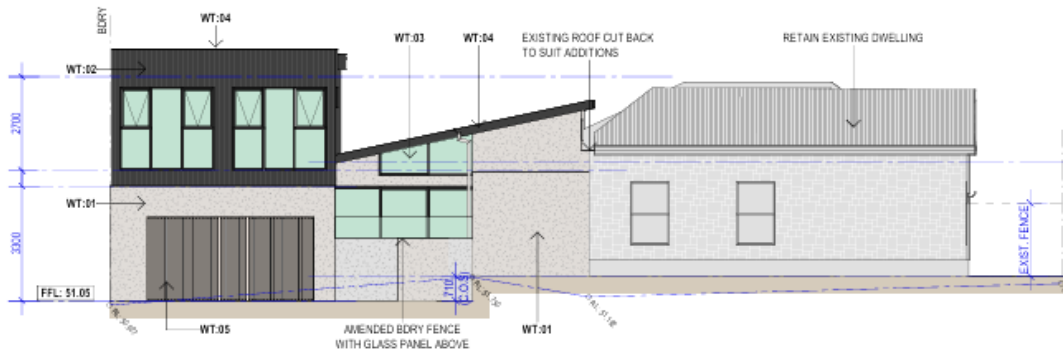 BDRY
WT:04
WT:02
WT:03
WT:04
EXISTING ROOF CUT BACK
TO SUIT ADDITIONS
RETAIN EXISTING DWELLING
2700
WT:01
3300
FFL: 51.05
710
(C.O.S)
EXIST. FENCE
WT:05
AMENDED BDRY FENCE
WITH GLASS PANEL ABOVE
WT:01